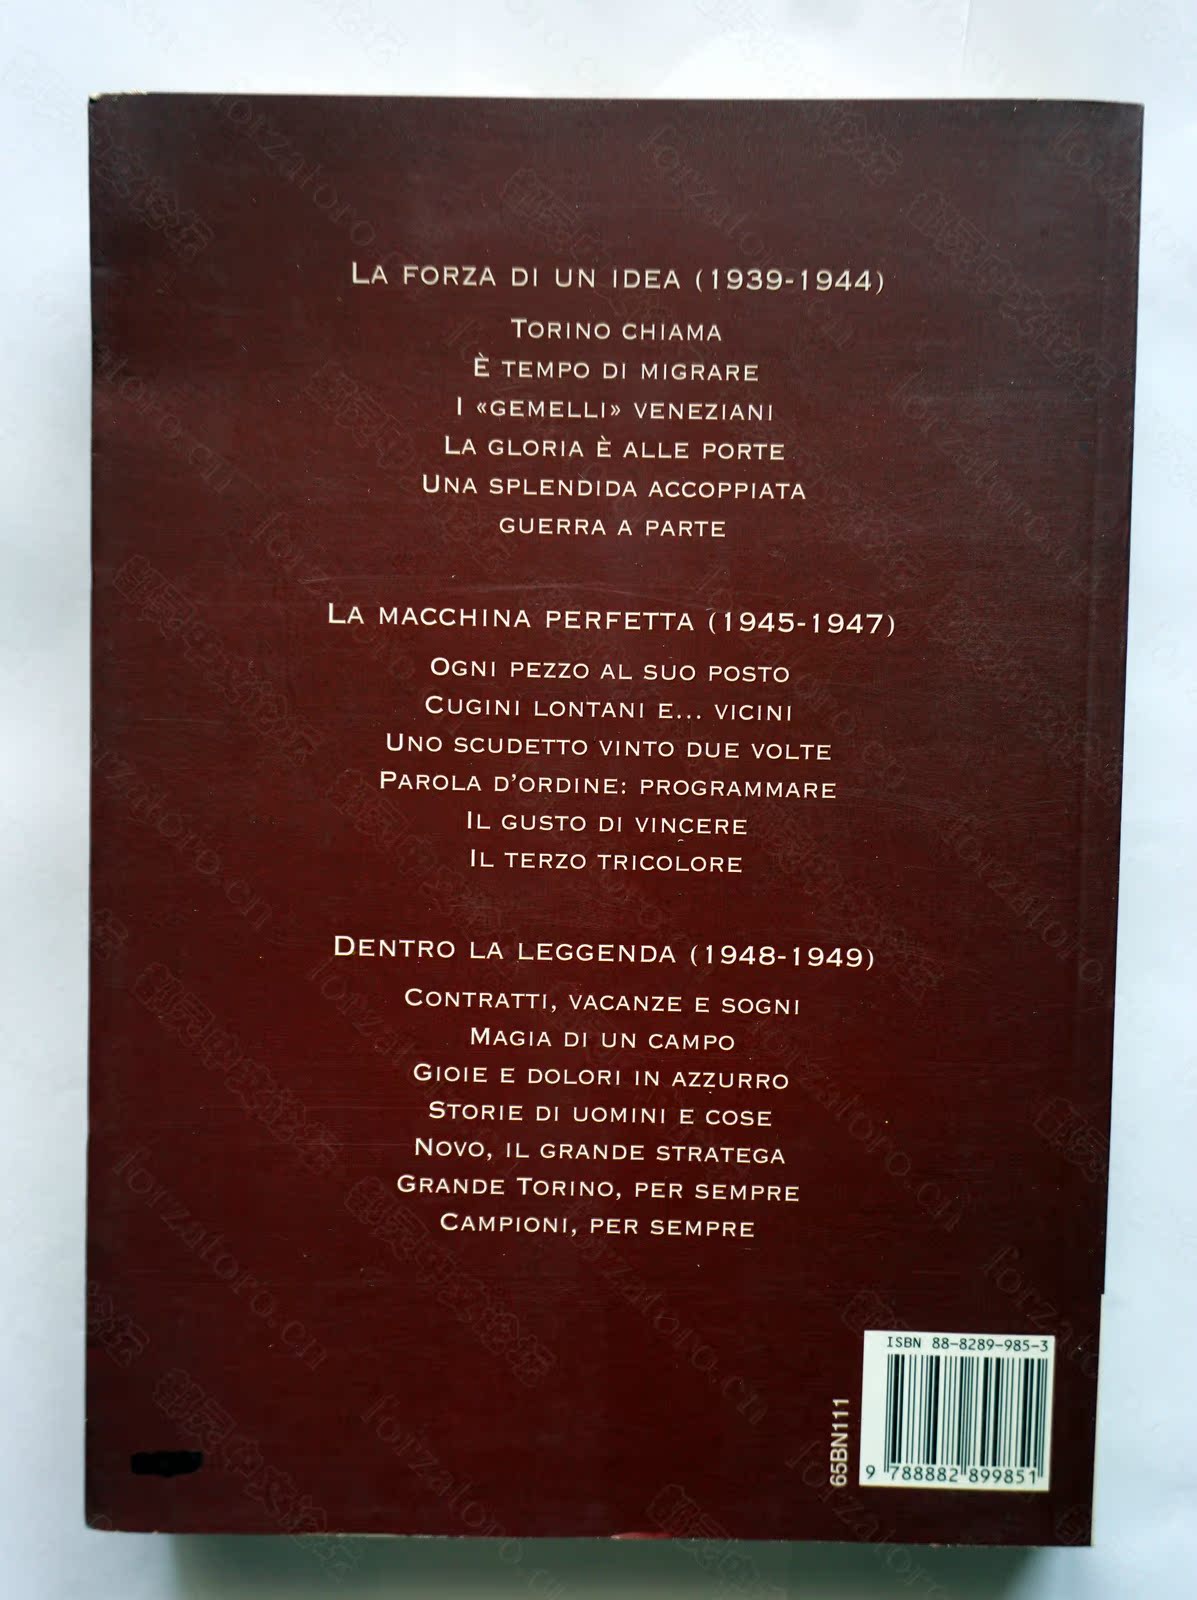 La forza di un idea (1939-1944)
Torino chiama
È tempo di migrare
I «gemelli» veneziani
La gloria è alle porte
Una splendida accoppiata
guerra a parte
La macchina perfetta (1945-1947)
Ogni pezzo al suo posto
Cugini lontani e... vicini
Uno scudetto vinto due volte
Parola d'ordine: programmare
Il gusto di vincere
Il terzo tricolore
Dentro la leggenda (1948-1949)
Contratti, vacanze e sogni
Magia di un campo
Gioie e dolori in azzurro
Storie di uomini e cose
Novo, il grande stratega
Grande Torino, per sempre
Campioni, per sempre
ISBN 88-8289-985-3
65BN111
9 788882 899851
forzatoro.cn